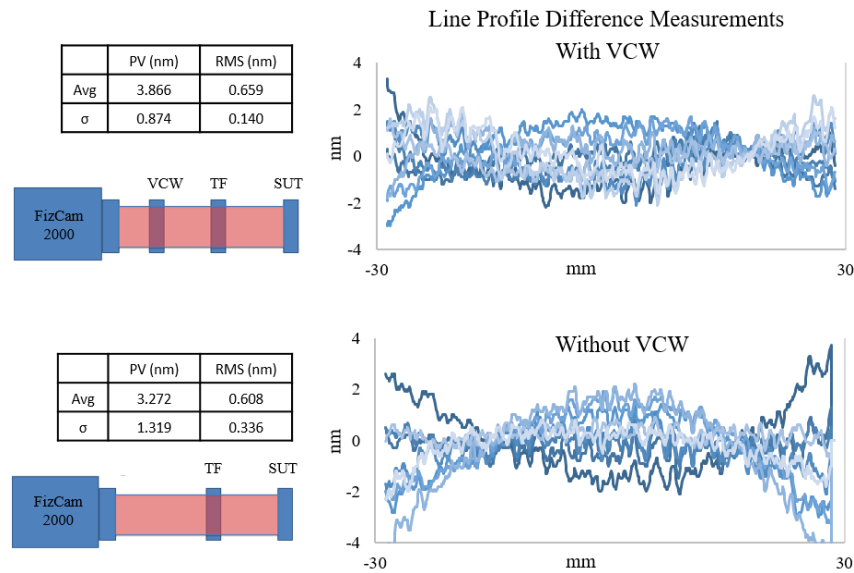 Line Profile Difference Measurements
With VCW
PV (nm) RMS (nm)
Avg 3.866 0.659
σ 0.874 0.140
VCW TF SUT
FizCam
2000
4
2
0
-2
-4
nm
-30 mm 30
Without VCW
PV (nm) RMS (nm)
Avg 3.272 0.608
σ 1.319 0.336
TF SUT
FizCam
2000
4
2
0
-2
-4
nm
-30 mm 30